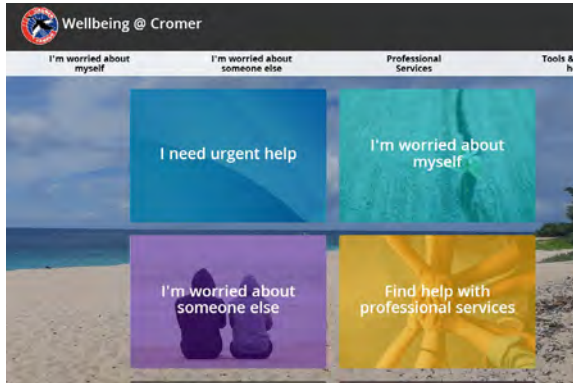 Wellbeing @ Cromer
I'm worried about
myself
I'm worried about
someone else
Professional
Services
Tools &
I need urgent help
I'm worried about
myself
I'm worried about
someone else
Find help with
professional services